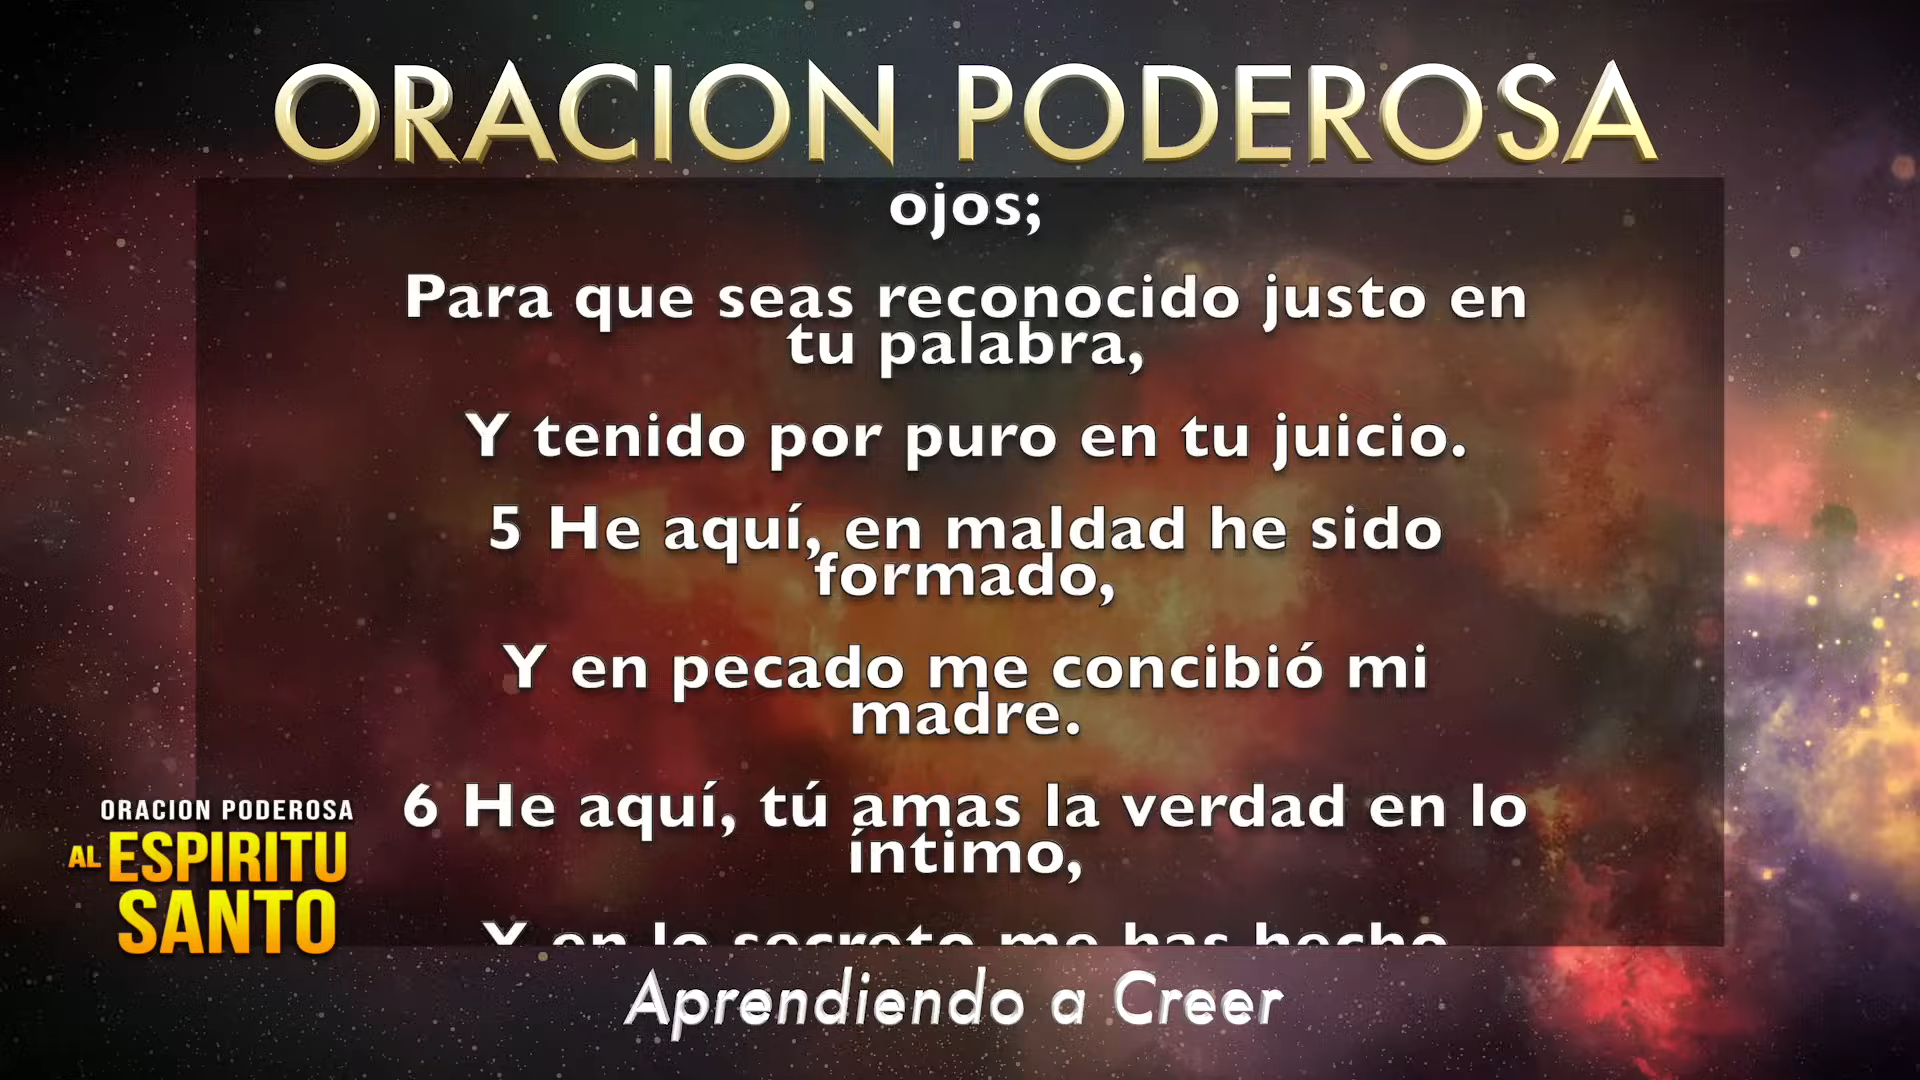 ORACION PODEROSA
ojos;
Para que seas reconocido justo en
tu palabra,
Y tenido por puro en tu juicio.
5 He aquí, en maldad he sido
formado,
Y en pecado me concibió mi
madre.
6 He aquí, tú amas la verdad en lo
íntimo,
Y en lo secreto me has hecho
ORACION PODEROSA
AL ESPIRITU
SANTO
Aprendiendo a Creer